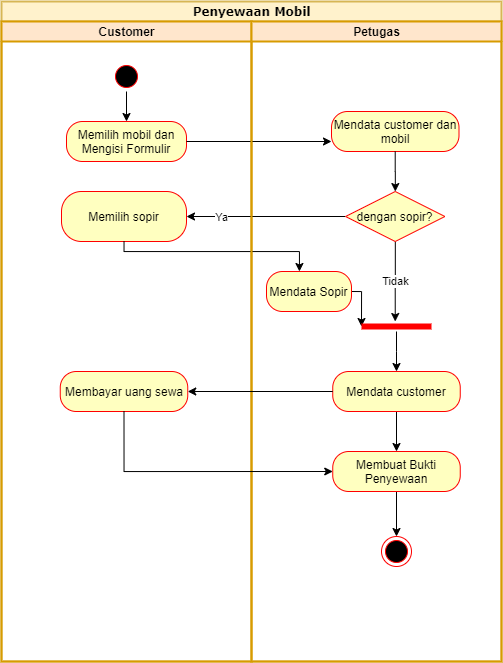 Penyewaan Mobil
Customer
Petugas
Memilih mobil dan
Mengisi Formulir
Mendata customer dan
mobil
Memilih sopir
Ya
dengan sopir?
Mendata Sopir
Tidak
Membayar uang sewa
Mendata customer
Membuat Bukti
Penyewaan